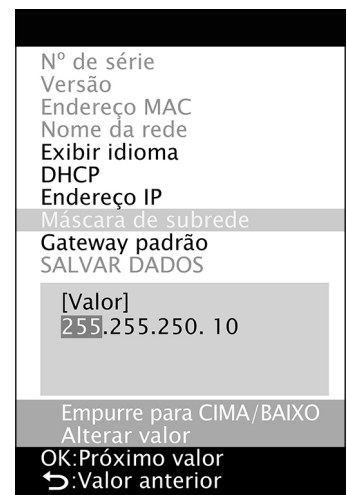 Nº de série
Versão
Endereço MAC
Nome da rede
Exibir idioma
DHCP
Endereço IP
Máscara de subrede
Gateway padrão
SALVAR DADOS
[Valor]
255.255.250. 10
Empurre para CIMA/BAIXO
Alterar valor
OK:Próximo valor
⮌:Valor anterior